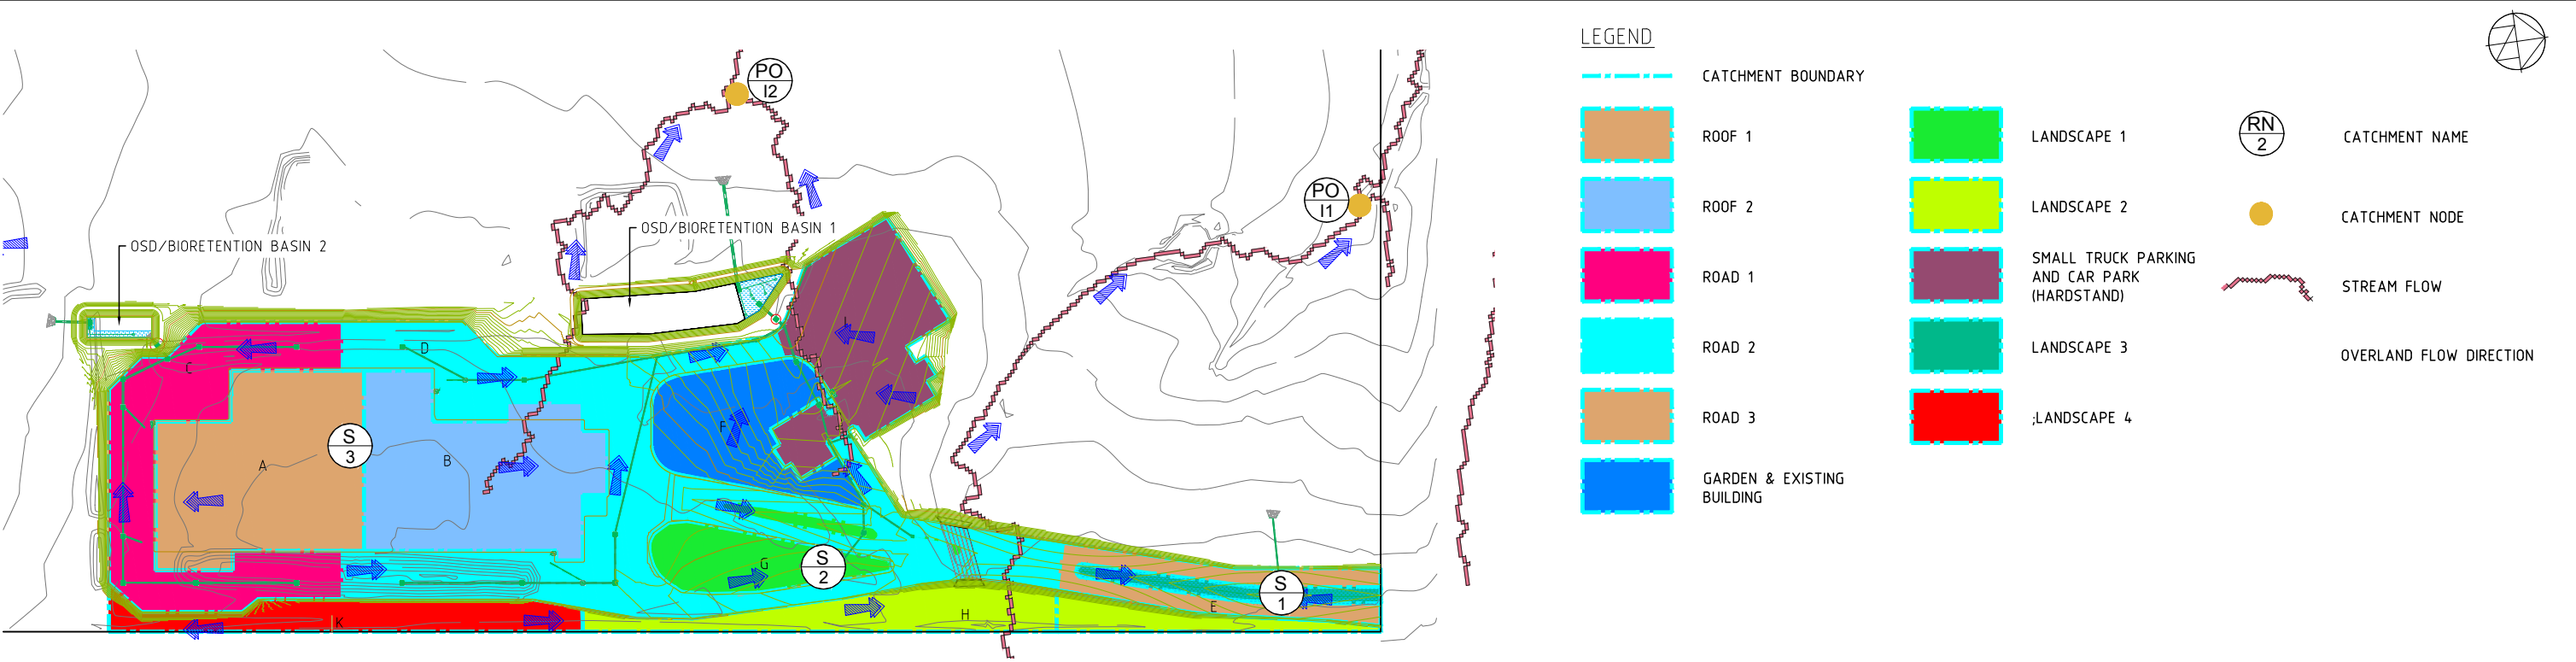 LEGEND
CATCHMENT BOUNDARY
ROOF 1
ROOF 2
ROAD 1
ROAD 2
ROAD 3
GARDEN & EXISTING
BUILDING
LANDSCAPE 1
LANDSCAPE 2
SMALL TRUCK PARKING
AND CAR PARK
(HARDSTAND)
LANDSCAPE 3
;LANDSCAPE 4
RN
2
CATCHMENT NAME
CATCHMENT NODE
STREAM FLOW
OVERLAND FLOW DIRECTION
PO
I2
PO
I1
OSD/BIORETENTION BASIN 1
OSD/BIORETENTION BASIN 2
C
D
A
B
S
3
F
G
S
2
H
E
S
1
K